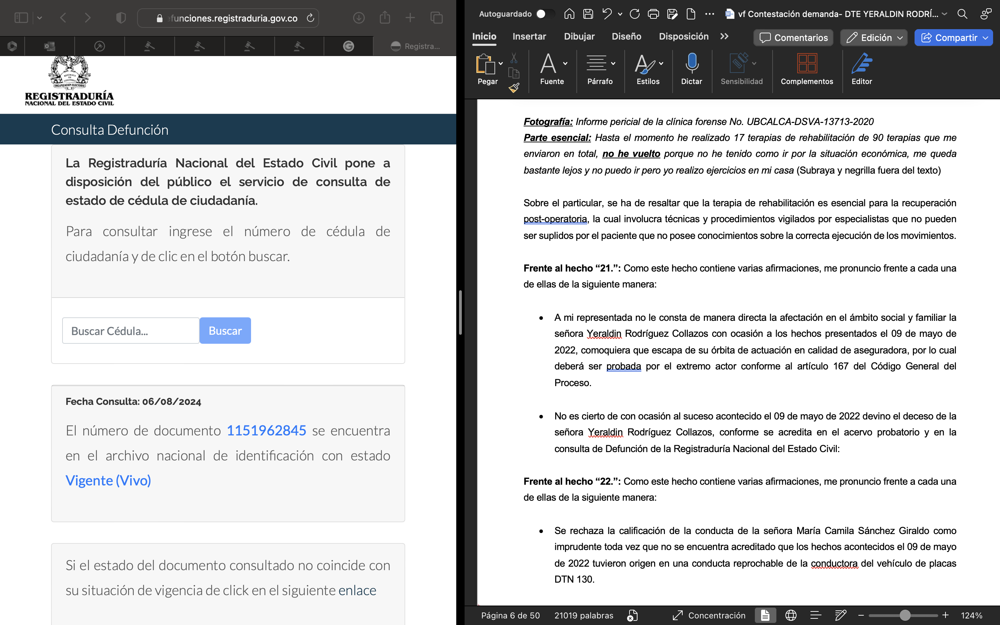 efunciones.registraduria.gov.co
Registra...
REPÚBLICA DE COLOMBIA
ORGANIZACIÓN ELECTORAL
REGISTRADURÍA
NACIONAL DEL ESTADO CIVIL
Consulta Defunción
La Registraduría Nacional del Estado Civil pone a
disposición del público el servicio de consulta de
estado de cédula de ciudadanía.
Para consultar ingrese el número de cédula de
ciudadanía y de clic en el botón buscar.
Buscar Cédula...
Buscar
Fecha Consulta: 06/08/2024
El número de documento 1151962845 se encuentra
en el archivo nacional de identificación con estado
Vigente (Vivo)
Si el estado del documento consultado no coincide con
su situación de vigencia de click en el siguiente enlace
Autoguardado
vf Contestación demanda- DTE YERALDIN RODRÍ...
Inicio
Insertar
Dibujar
Diseño
Disposición
Comentarios
Edición
Compartir
Pegar
Fuente
Párrafo
Estilos
Dictar
Sensibilidad
Complementos
Editor
Fotografía: Informe pericial de la clínica forense No. UBCALCA-DSVA-13713-2020
Parte esencial: Hasta el momento he realizado 17 terapias de rehabilitación de 90 terapias que me
enviaron en total, no he vuelto porque no he tenido como ir por la situación económica, me queda
bastante lejos y no puedo ir pero yo realizo ejercicios en mi casa (Subraya y negrilla fuera del texto)
Sobre el particular, se ha de resaltar que la terapia de rehabilitación es esencial para la recuperación
post-operatoria, la cual involucra técnicas y procedimientos vigilados por especialistas que no pueden
ser suplidos por el paciente que no posee conocimientos sobre la correcta ejecución de los movimientos.
Frente al hecho “21.”: Como este hecho contiene varias afirmaciones, me pronuncio frente a cada una
de ellas de la siguiente manera:
• A mi representada no le consta de manera directa la afectación en el ámbito social y familiar la
señora Yeraldin Rodríguez Collazos con ocasión a los hechos presentados el 09 de mayo de
2022, comoquiera que escapa de su órbita de actuación en calidad de aseguradora, por lo cual
deberá ser probada por el extremo actor conforme al artículo 167 del Código General del
Proceso.
• No es cierto de con ocasión al suceso acontecido el 09 de mayo de 2022 devino el deceso de la
señora Yeraldin Rodríguez Collazos, conforme se acredita en el acervo probatorio y en la
consulta de Defunción de la Registraduría Nacional del Estado Civil:
Frente al hecho “22.”: Como este hecho contiene varias afirmaciones, me pronuncio frente a cada una
de ellas de la siguiente manera:
• Se rechaza la calificación de la conducta de la señora María Camila Sánchez Giraldo como
imprudente toda vez que no se encuentra acreditado que los hechos acontecidos el 09 de mayo
de 2022 tuvieron origen en una conducta reprochable de la conductora del vehículo de placas
DTN 130.
Página 6 de 50
21019 palabras
Concentración
124%